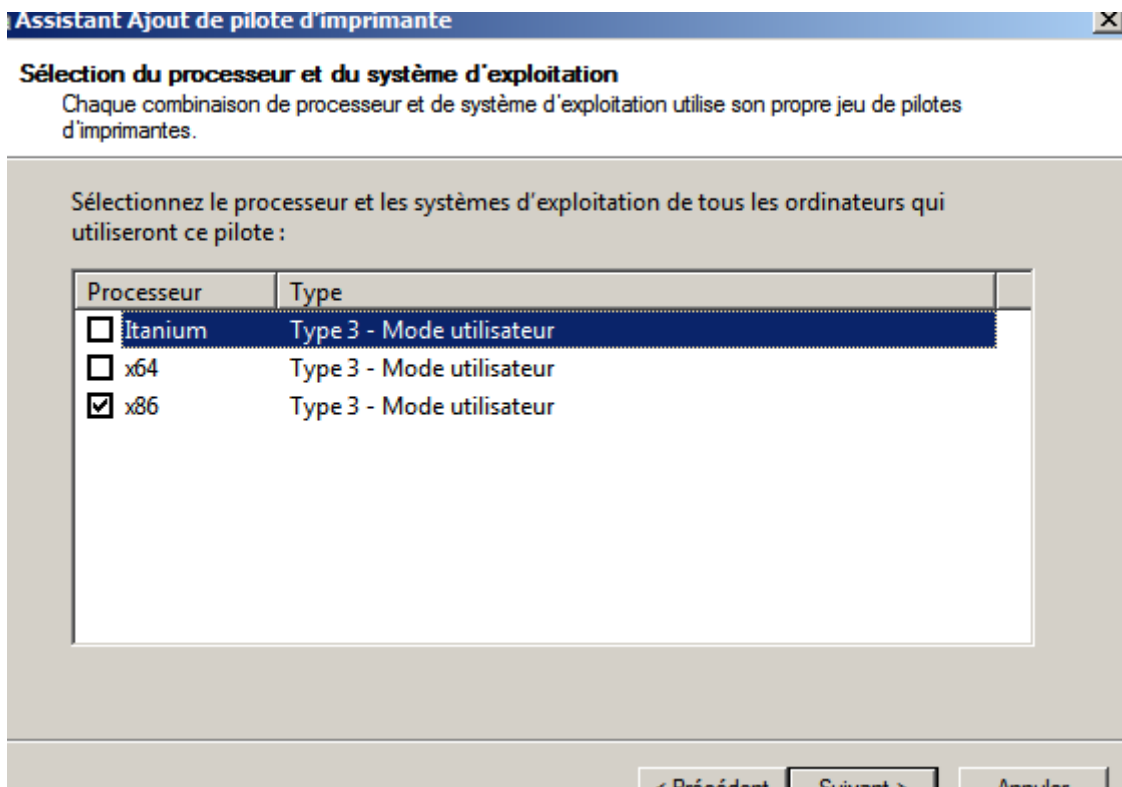 Assistant Ajout de pilote d'imprimante
Sélection du processeur et du système d'exploitation
Chaque combinaison de processeur et de système d'exploitation utilise son propre jeu de pilotes
d'imprimantes.
Sélectionnez le processeur et les systèmes d'exploitation de tous les ordinateurs qui
utiliseront ce pilote :
Processeur Type
Itanium Type 3 - Mode utilisateur
x64 Type 3 - Mode utilisateur
x86 Type 3 - Mode utilisateur
< Précédent Suivant > Annuler